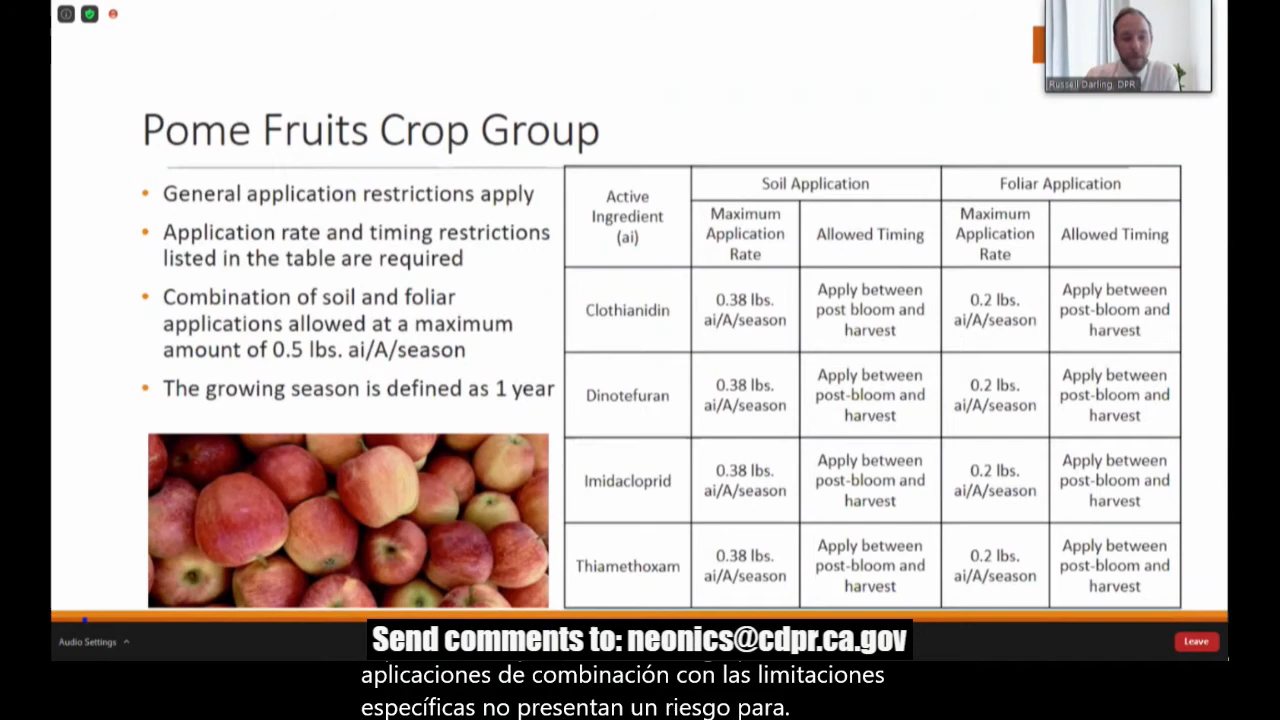 Russell Darling, DPR
Pome Fruits Crop Group
• General application restrictions apply
• Application rate and timing restrictions
listed in the table are required
• Combination of soil and foliar
applications allowed at a maximum
amount of 0.5 lbs. ai/A/season
• The growing season is defined as 1 year
Active
Ingredient
(ai)
Soil Application
Foliar Application
Maximum
Application
Rate
Allowed Timing
Maximum
Application
Rate
Allowed Timing
Clothianidin
0.38 lbs.
ai/A/season
Apply between
post bloom and
harvest
0.2 lbs.
ai/A/season
Apply between
post-bloom and
harvest
Dinotefuran
0.38 lbs.
ai/A/season
Apply between
post-bloom and
harvest
0.2 lbs.
ai/A/season
Apply between
post-bloom and
harvest
Imidacloprid
0.38 lbs.
ai/A/season
Apply between
post-bloom and
harvest
0.2 lbs.
ai/A/season
Apply between
post-bloom and
harvest
Thiamethoxam
0.38 lbs.
ai/A/season
Apply between
post-bloom and
harvest
0.2 lbs.
ai/A/season
Apply between
post-bloom and
harvest
Audio Settings
Send comments to: neonics@cdpr.ca.gov
Leave
aplicaciones de combinación con las limitaciones
específicas no presentan un riesgo para.